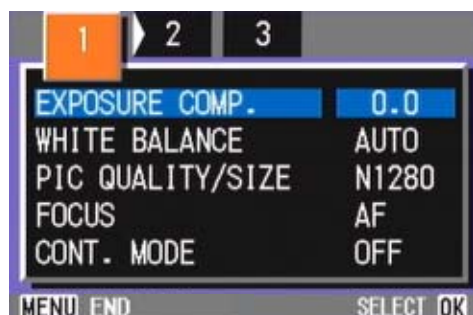 1 2 3
EXPOSURE COMP. 0.0
WHITE BALANCE AUTO
PIC QUALITY/SIZE N1280
FOCUS AF
CONT. MODE OFF
MENU END SELECT OK